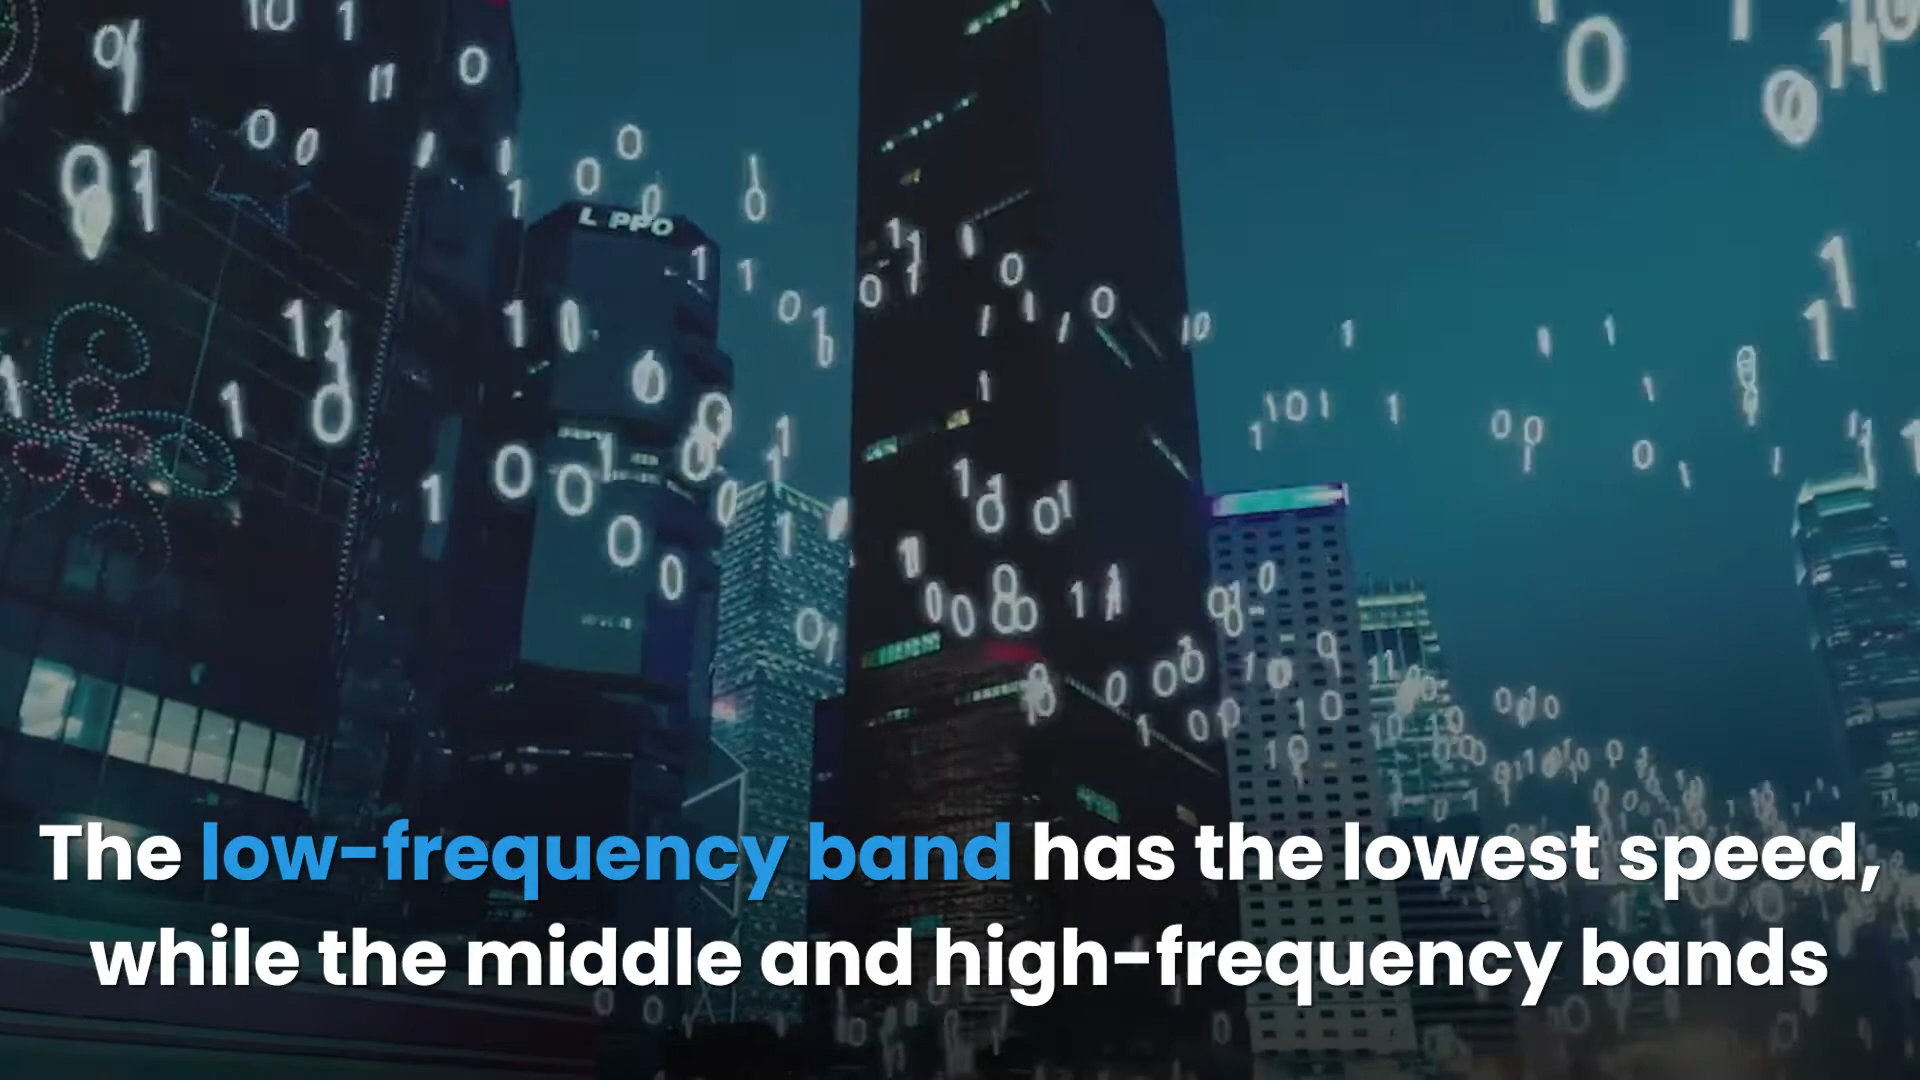 L PPO
The low-frequency band has the lowest speed,
while the middle and high-frequency bands